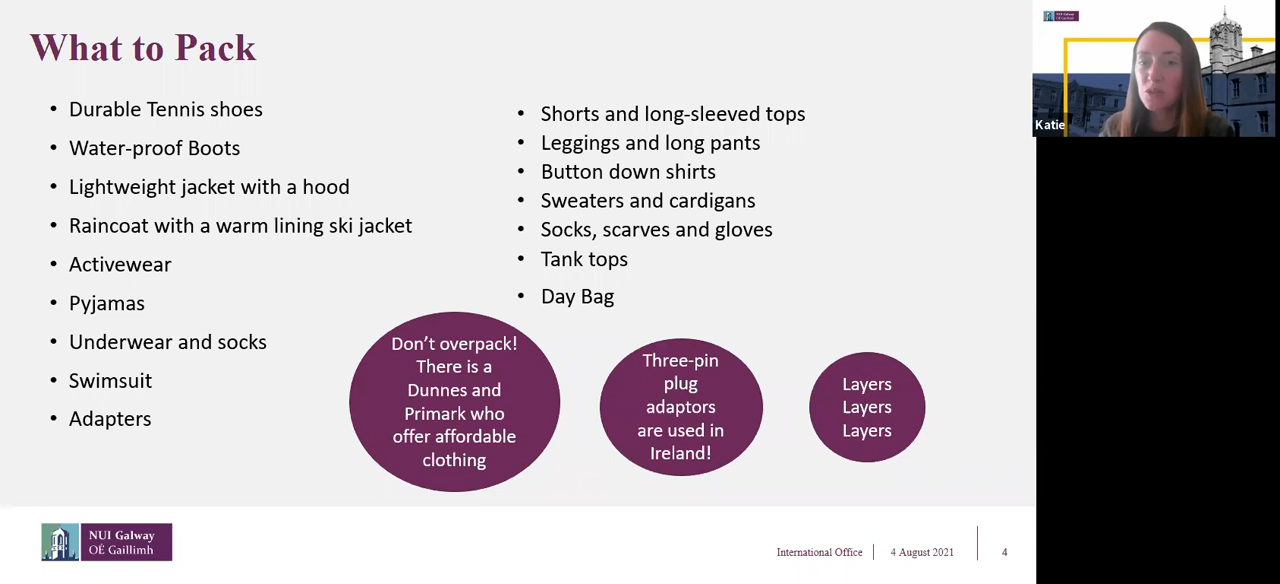 What to Pack
• Durable Tennis shoes
• Water-proof Boots
• Lightweight jacket with a hood
• Raincoat with a warm lining ski jacket
• Activewear
• Pyjamas
• Underwear and socks
• Swimsuit
• Adapters
• Shorts and long-sleeved tops
• Leggings and long pants
• Button down shirts
• Sweaters and cardigans
• Socks, scarves and gloves
• Tank tops
• Day Bag
Don't overpack!
There is a
Dunnes and
Primark who
offer affordable
clothing
Three-pin
plug
adaptors
are used in
Ireland!
Layers
Layers
Layers
NUI Galway
OÉ Gaillimh
International Office
4 August 2021
4
NUI Galway
OÉ Gaillimh
Katie